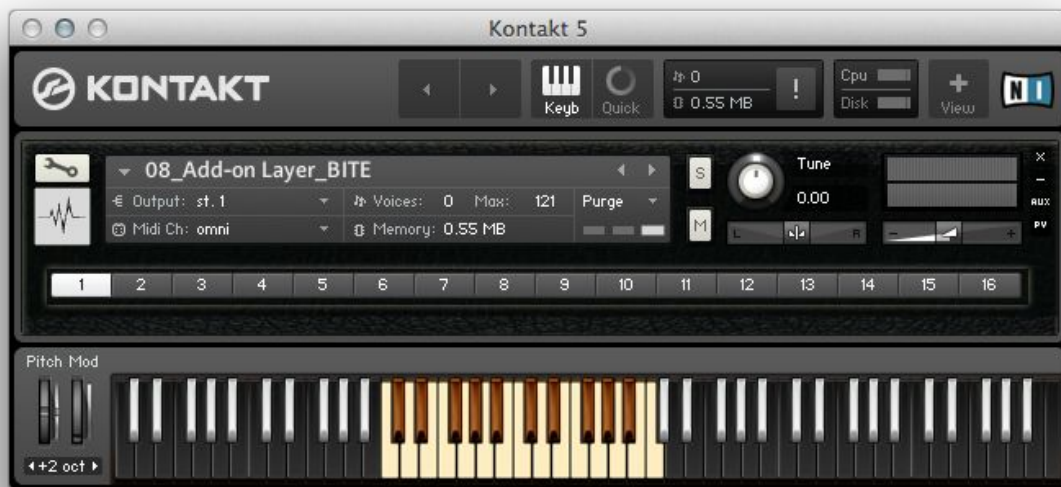 Kontakt 5
KONTAKT
Keyb
Quick
0
0.55 MB
!
Cpu
Disk
+
View
NI
08_Add-on Layer_BITE
S
Tune
0.00
×
–
AUX
PV
Output: st. 1
Voices: 0 Max: 121
Purge
Midi Ch: omni
Memory: 0.55 MB
M
L R
– +
1 2 3 4 5 6 7 8 9 10 11 12 13 14 15 16
Pitch Mod
+2 oct